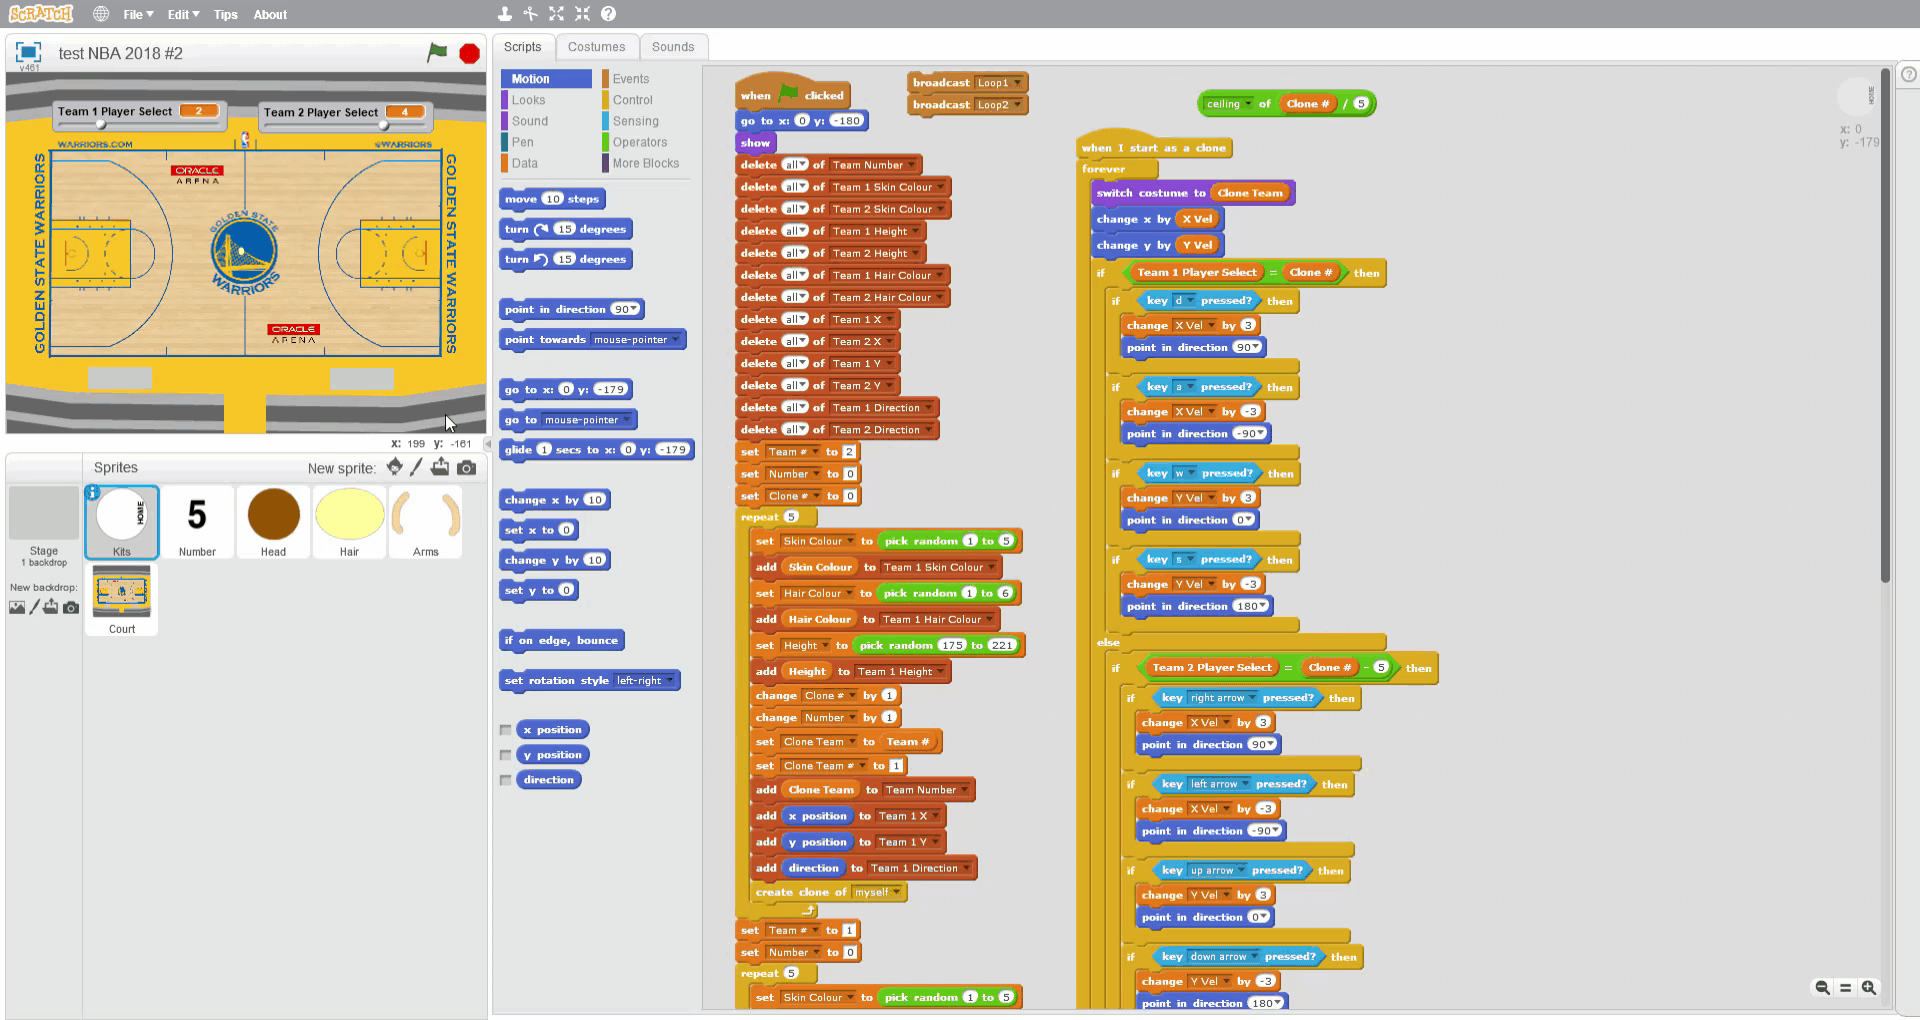 SCRATCH File Edit Tips About
test NBA 2018 #2
v461
Team 1 Player Select 2
Team 2 Player Select 4
WARRIORS.COM
@WARRIORS
GOLDEN STATE WARRIORS
ORACLE
ARENA
GOLDEN STATE
WARRIORS
ORACLE
ARENA
GOLDEN STATE WARRIORS
x: 199 y: -161
Sprites
New sprite:
Stage
1 backdrop
New backdrop:
HOME
Kits
5
Number
Head
Hair
Arms
Court
Scripts Costumes Sounds
Motion Events
Looks Control
Sound Sensing
Pen Operators
Data More Blocks
move 10 steps
turn 15 degrees
turn 15 degrees
point in direction 90
point towards mouse-pointer
go to x: 0 y: -179
go to mouse-pointer
glide 1 secs to x: 0 y: -179
change x by 10
set x to 0
change y by 10
set y to 0
if on edge, bounce
set rotation style left-right
x position
y position
direction
when clicked
go to x: 0 y: -180
show
delete all of Team Number
delete all of Team 1 Skin Colour
delete all of Team 2 Skin Colour
delete all of Team 1 Height
delete all of Team 2 Height
delete all of Team 1 Hair Colour
delete all of Team 2 Hair Colour
delete all of Team 1 X
delete all of Team 2 X
delete all of Team 1 Y
delete all of Team 2 Y
delete all of Team 1 Direction
delete all of Team 2 Direction
set Team # to 2
set Number to 0
set Clone # to 0
repeat 5
set Skin Colour to pick random 1 to 5
add Skin Colour to Team 1 Skin Colour
set Hair Colour to pick random 1 to 6
add Hair Colour to Team 1 Hair Colour
set Height to pick random 175 to 221
add Height to Team 1 Height
change Clone # by 1
change Number by 1
set Clone Team to Team #
set Clone Team # to 1
add Clone Team to Team Number
add x position to Team 1 X
add y position to Team 1 Y
add direction to Team 1 Direction
create clone of myself
set Team # to 1
set Number to 0
repeat 5
set Skin Colour to pick random 1 to 5
broadcast Loop1
broadcast Loop2
ceiling of Clone # / 5
when I start as a clone
forever
switch costume to Clone Team
change x by X Vel
change y by Y Vel
if Team 1 Player Select = Clone # then
if key d pressed? then
change X Vel by 3
point in direction 90
if key a pressed? then
change X Vel by -3
point in direction -90
if key w pressed? then
change Y Vel by 3
point in direction 0
if key s pressed? then
change Y Vel by -3
point in direction 180
else
if Team 2 Player Select = Clone # - 5 then
if key right arrow pressed? then
change X Vel by 3
point in direction 90
if key left arrow pressed? then
change X Vel by -3
point in direction -90
if key up arrow pressed? then
change Y Vel by 3
point in direction 0
if key down arrow pressed? then
change Y Vel by -3
point in direction 180
HOME
x: 0
y: -179